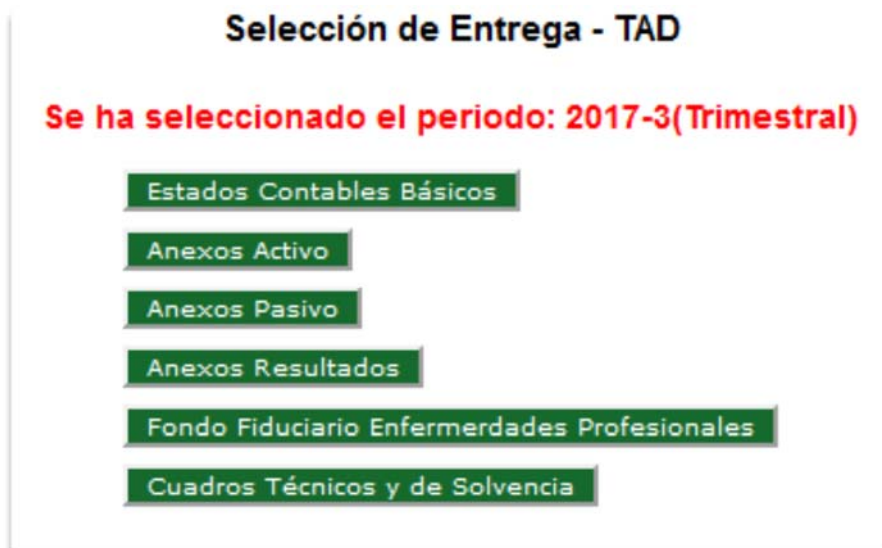 Selección de Entrega - TAD
Se ha seleccionado el periodo: 2017-3(Trimestral)
Estados Contables Básicos
Anexos Activo
Anexos Pasivo
Anexos Resultados
Fondo Fiduciario Enfermerdades Profesionales
Cuadros Técnicos y de Solvencia